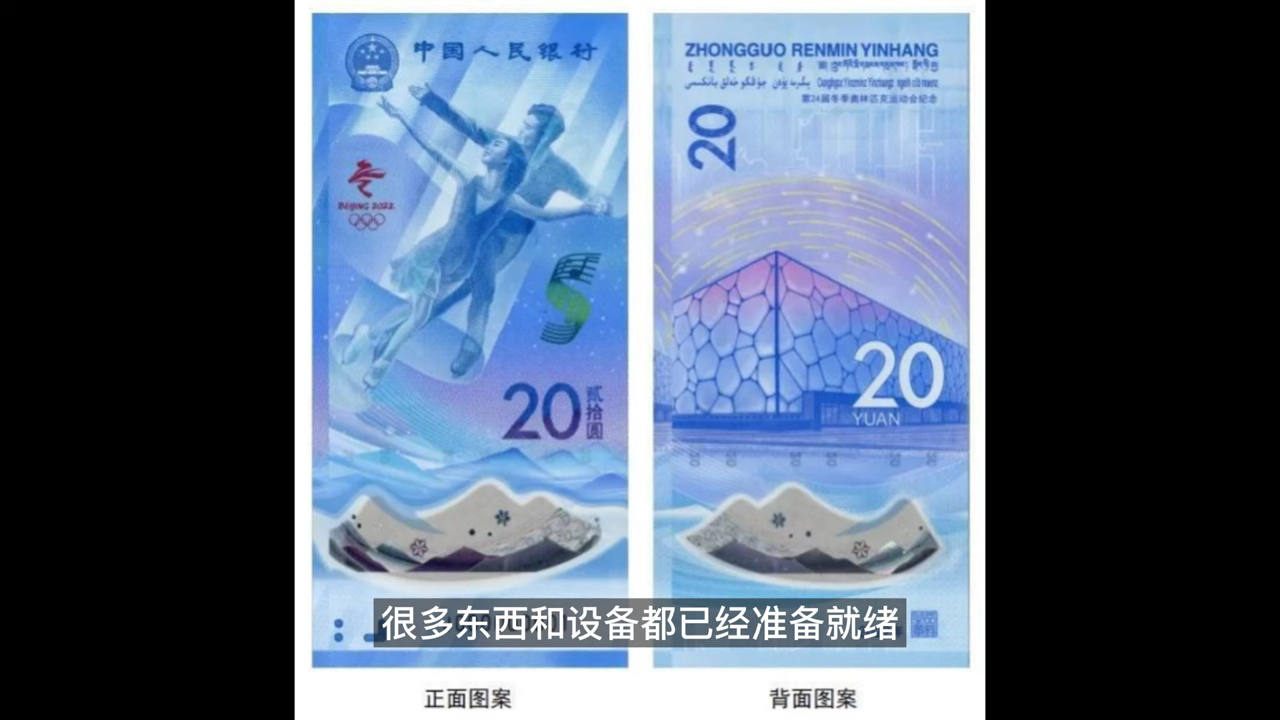 中国人民银行
BEIJING 2022
20
贰拾圆
ZHONGGUO RENMIN YINHANG
第24届冬季奥林匹克运动会纪念
20
20
YUAN
很多东西和设备都已经准备就绪
正面图案
背面图案